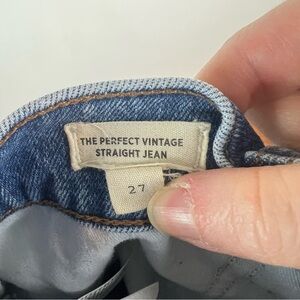 THE PERFECT VINTAGE
STRAIGHT JEAN
27